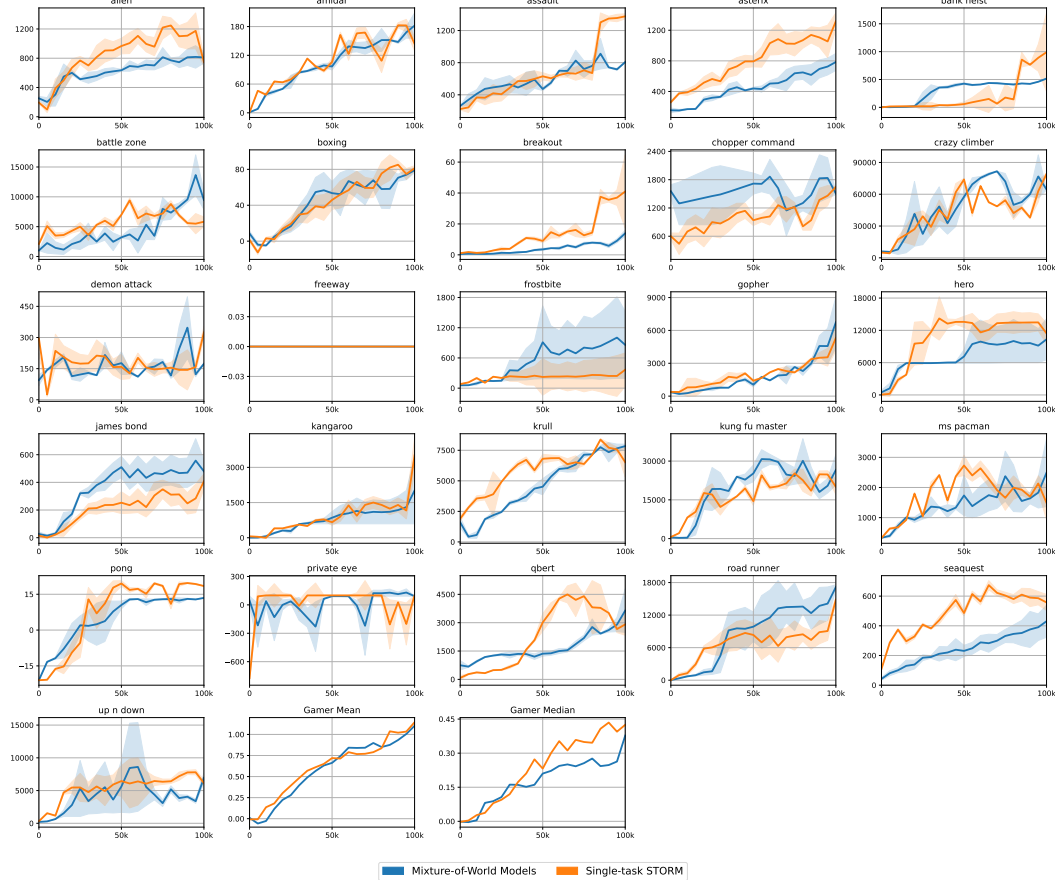 alien amidar assault asterix bank heist
1200 800 400 0 0 50k 100k
180 120 60 0 0 50k 100k
1200 800 400 0 0 50k 100k
1200 800 400 0 50k 100k
1500 1000 500 0 0 50k 100k
battle zone boxing breakout chopper command crazy climber
15000 10000 5000 0 0 50k 100k
80 40 0 0 50k 100k
60 40 20 0 0 50k 100k
2400 1800 1200 600 0 50k 100k
90000 60000 30000 0 0 50k 100k
demon attack freeway frostbite gopher hero
450 300 150 0 0 50k 100k
0.03 0.00 −0.03 0 50k 100k
1800 1200 600 0 0 50k 100k
9000 6000 3000 0 0 50k 100k
18000 12000 6000 0 0 50k 100k
james bond kangaroo krull kung fu master ms pacman
600 400 200 0 0 50k 100k
3000 1500 0 0 50k 100k
7500 5000 2500 0 0 50k 100k
30000 15000 0 0 50k 100k
3000 2000 1000 0 50k 100k
pong private eye qbert road runner seaquest
15 0 −15 0 50k 100k
300 0 −300 −600 0 50k 100k
4500 3000 1500 0 0 50k 100k
18000 12000 6000 0 0 50k 100k
600 400 200 0 0 50k 100k
up n down Gamer Mean Gamer Median
15000 10000 5000 0 0 50k 100k
1.00 0.75 0.50 0.25 0.00 0 50k 100k
0.45 0.30 0.15 0.00 0 50k 100k
Mixture-of-World Models Single-task STORM